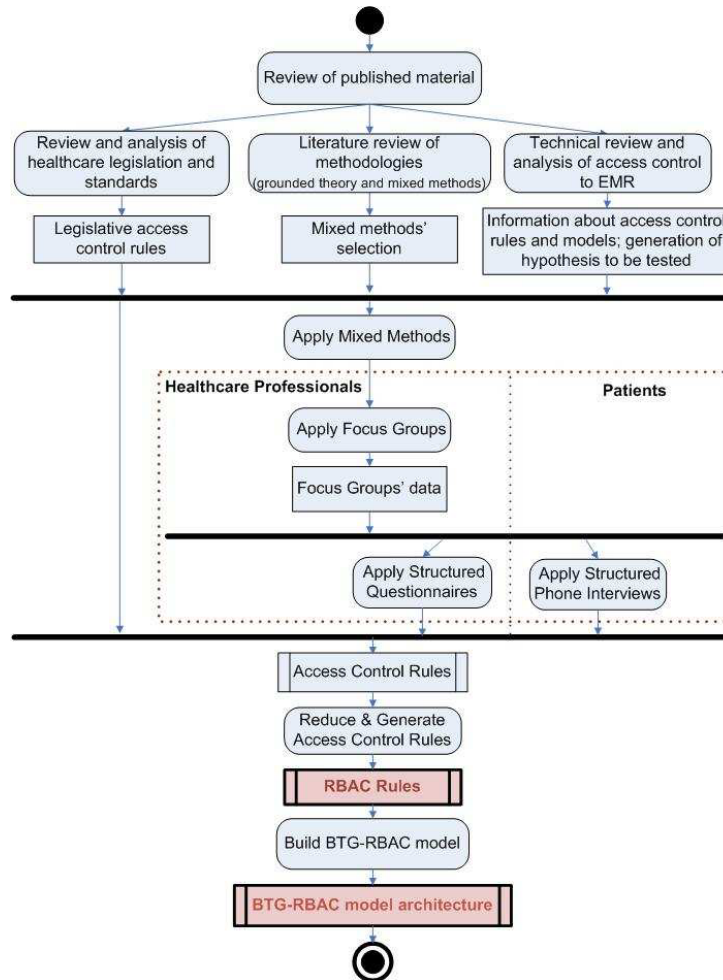 Review of published material
Review and analysis of
healthcare legislation and
standards
Literature review of
methodologies
(grounded theory and mixed methods)
Technical review and
analysis of access control
to EMR
Legislative access
control rules
Mixed methods'
selection
Information about access control
rules and models; generation of
hypothesis to be tested
Apply Mixed Methods
Healthcare Professionals
Patients
Apply Focus Groups
Focus Groups' data
Apply Structured
Questionnaires
Apply Structured
Phone Interviews
Access Control Rules
Reduce & Generate
Access Control Rules
RBAC Rules
Build BTG-RBAC model
BTG-RBAC model architecture